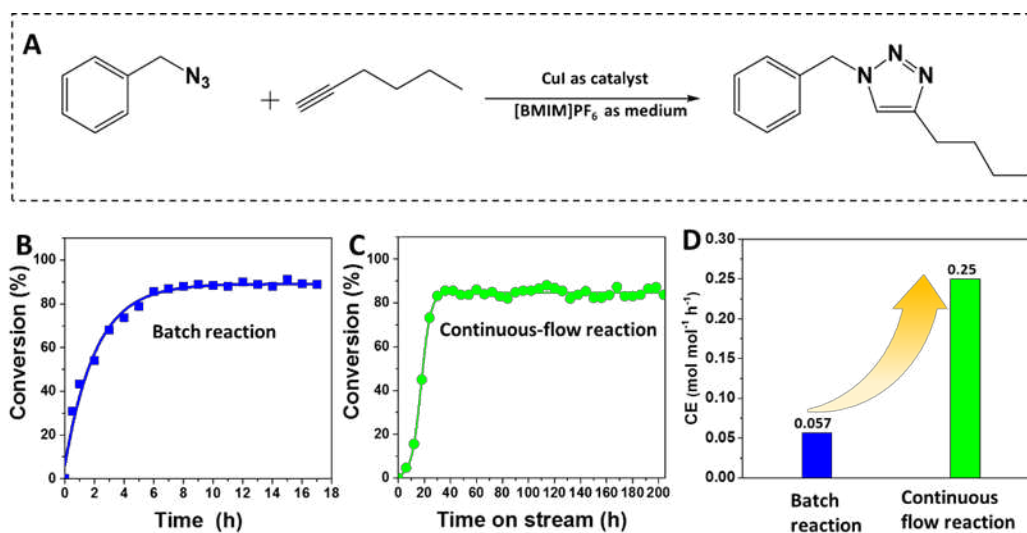 A
N₃
+
CuI as catalyst
[BMIM]PF₆ as medium
N
N
N
B
Conversion (%)
100
80
60
40
20
0
Batch reaction
0 2 4 6 8 10 12 14 16 18
Time (h)
C
Conversion (%)
100
80
60
40
20
0
Continuous-flow reaction
0 20 40 60 80 100 120 140 160 180 200
Time on stream (h)
D
CE (mol mol⁻¹ h⁻¹)
0.30
0.25
0.20
0.15
0.10
0.05
0.00
0.057
0.25
Batch
reaction
Continuous
flow reaction